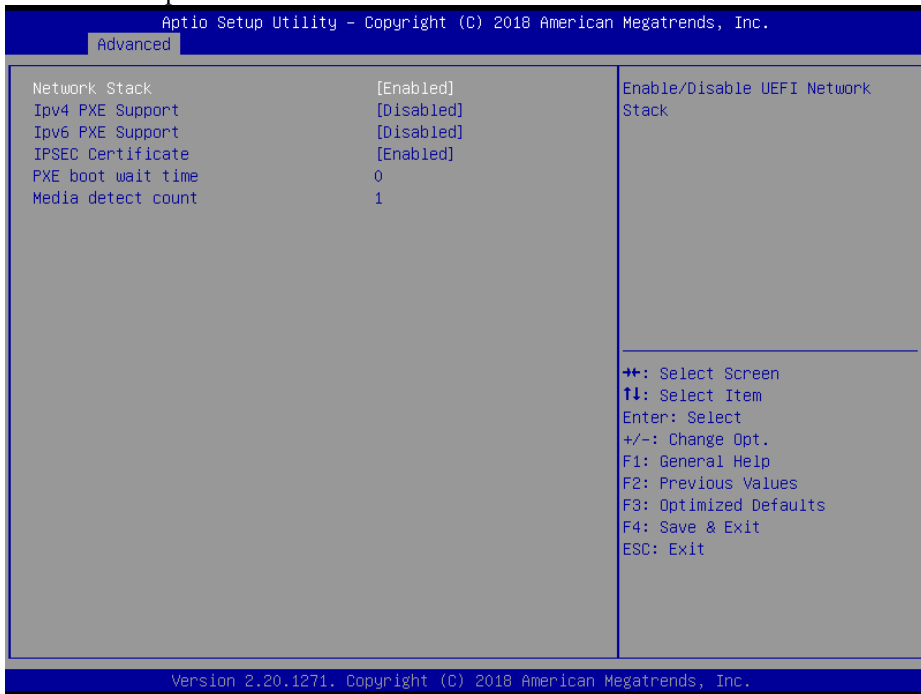 Aptio Setup Utility – Copyright (C) 2018 American Megatrends, Inc.
Advanced
Network Stack [Enabled]
Ipv4 PXE Support [Disabled]
Ipv6 PXE Support [Disabled]
IPSEC Certificate [Enabled]
PXE boot wait time 0
Media detect count 1
Enable/Disable UEFI Network
Stack
→←: Select Screen
↑↓: Select Item
Enter: Select
+/-: Change Opt.
F1: General Help
F2: Previous Values
F3: Optimized Defaults
F4: Save & Exit
ESC: Exit
Version 2.20.1271. Copyright (C) 2018 American Megatrends, Inc.